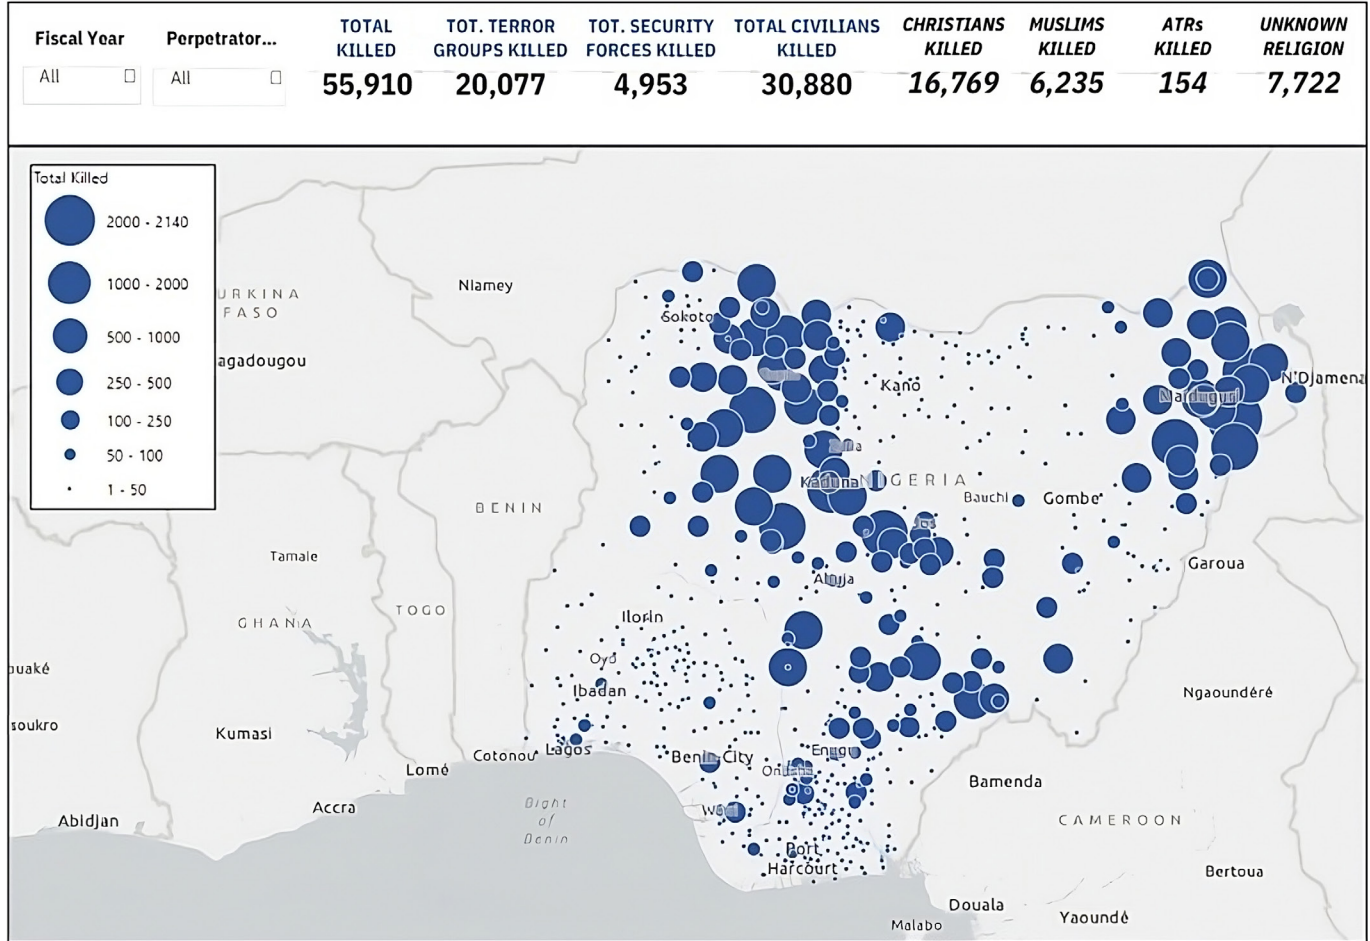 Fiscal Year
All
Perpetrator...
All
TOTAL
KILLED
55,910
TOT. TERROR
GROUPS KILLED
20,077
TOT. SECURITY
FORCES KILLED
4,953
TOTAL CIVILIANS
KILLED
30,880
CHRISTIANS
KILLED
16,769
MUSLIMS
KILLED
6,235
ATRs
KILLED
154
UNKNOWN
RELIGION
7,722
Total Killed
2000 - 2140
1000 - 2000
500 - 1000
250 - 500
100 - 250
50 - 100
1 - 50
Niamey
URKINA
FASO
Sokoto
agadougou
Kano
N'Djamena
Maiduguri
Zaria
Kaduna
NIGERIA
BENIN
Bauchi
Gombe
Jos
Tamale
Abuja
Garoua
TOGO
GHANA
Ilorin
Oyo
ouaké
Ibadan
Ngaoundéré
soukro
Kumasi
Cotonou
Lagos
Benin City
Enugu
Lomé
Onitsha
Bamenda
Accra
Bight
of
Benin
Warri
Abidjan
CAMEROON
Port
Harcourt
Bertoua
Douala
Malabo
Yaoundé